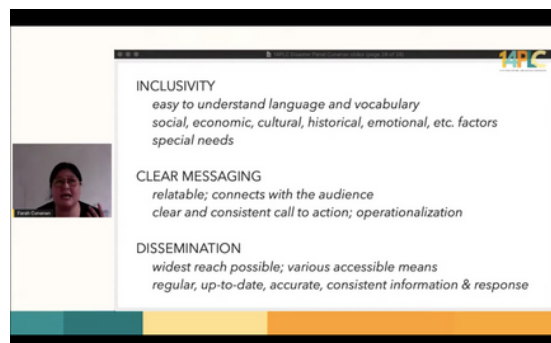 14PLC
INCLUSIVITY
easy to understand language and vocabulary
social, economic, cultural, historical, emotional, etc. factors
special needs
CLEAR MESSAGING
relatable; connects with the audience
clear and consistent call to action; operationalization
DISSEMINATION
widest reach possible; various accessible means
regular, up-to-date, accurate, consistent information & response